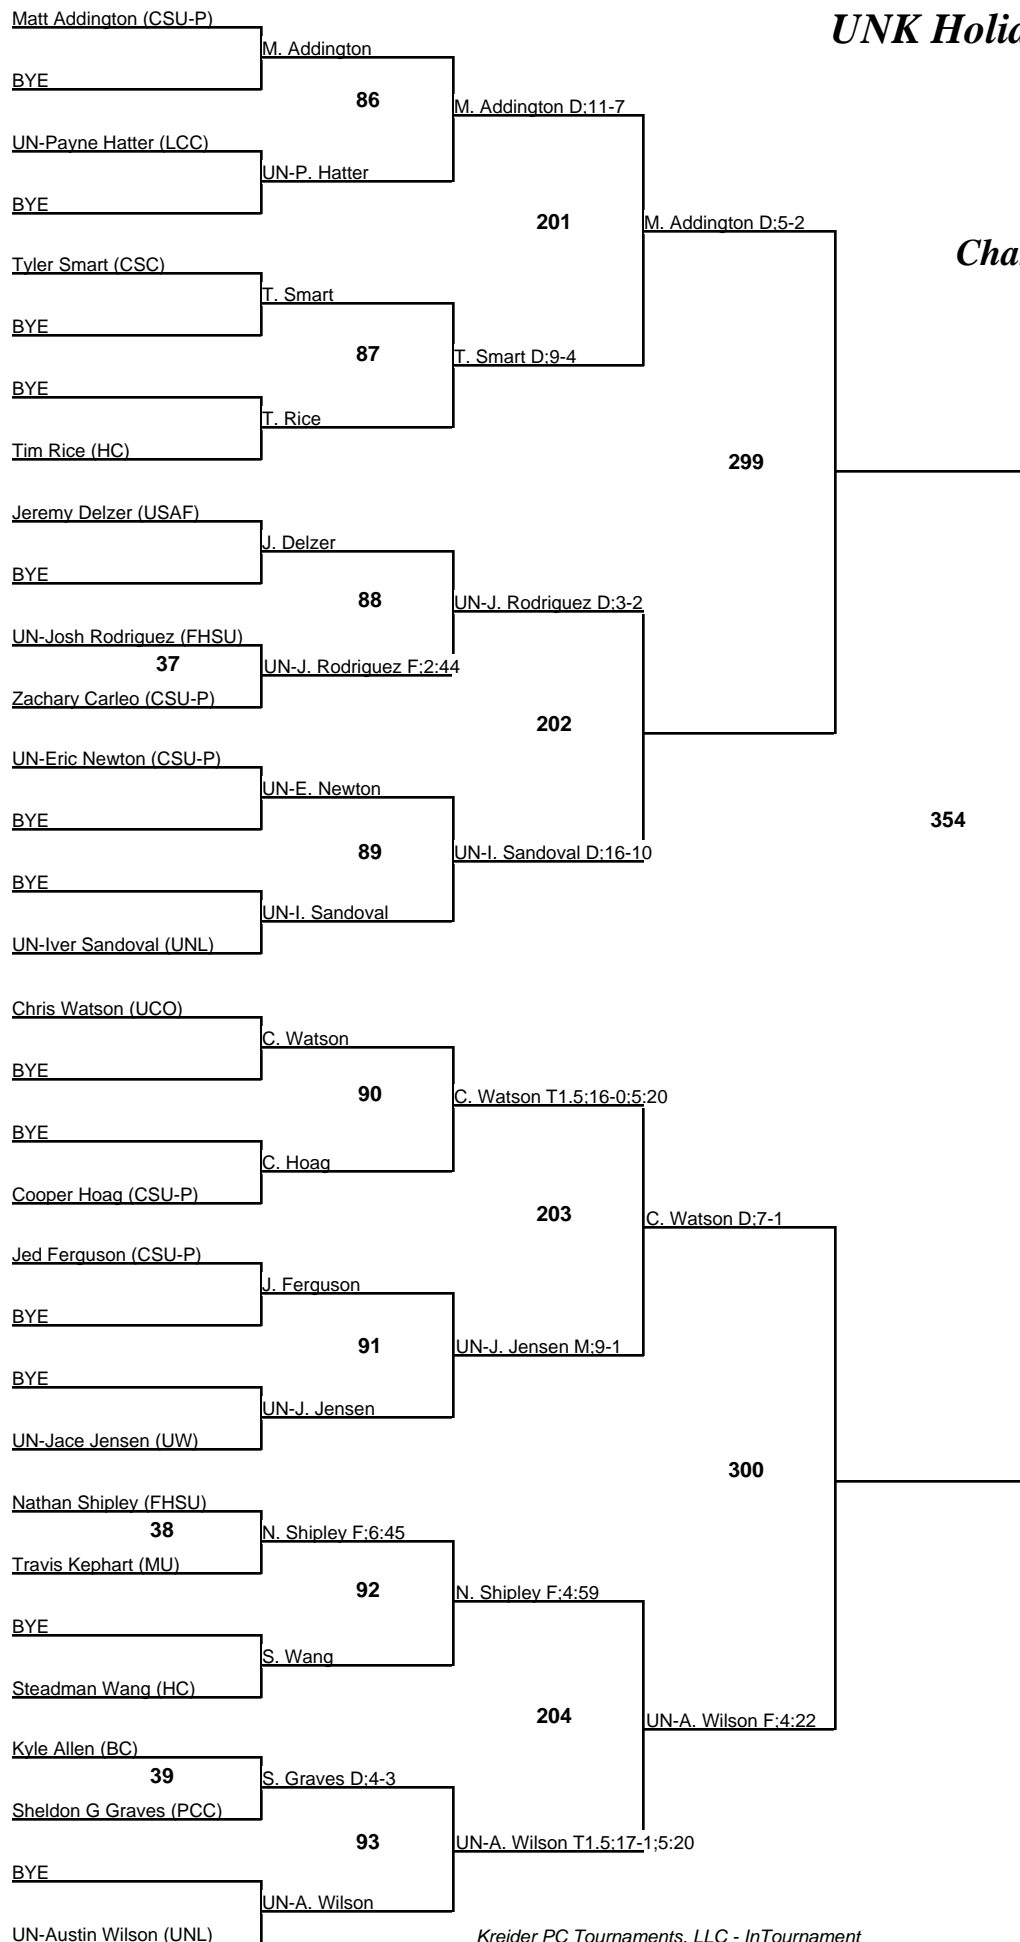 Matt Addington (CSU-P)
UNK Holid
M. Addington
BYE
86
M. Addington D;11-7
UN-Payne Hatter (LCC)
UN-P. Hatter
BYE
201
M. Addington D;5-2
Cha
Tyler Smart (CSC)
T. Smart
BYE
87
T. Smart D;9-4
BYE
T. Rice
Tim Rice (HC)
299
Jeremy Delzer (USAF)
J. Delzer
BYE
88
UN-J. Rodriguez D;3-2
UN-Josh Rodriguez (FHSU)
37
UN-J. Rodriguez F;2:44
Zachary Carleo (CSU-P)
202
UN-Eric Newton (CSU-P)
UN-E. Newton
BYE
354
89
UN-I. Sandoval D;16-10
BYE
UN-I. Sandoval
UN-Iver Sandoval (UNL)
Chris Watson (UCO)
C. Watson
BYE
90
C. Watson T1.5;16-0;5:20
BYE
C. Hoag
Cooper Hoag (CSU-P)
203
C. Watson D;7-1
Jed Ferguson (CSU-P)
J. Ferguson
BYE
91
UN-J. Jensen M;9-1
BYE
UN-J. Jensen
UN-Jace Jensen (UW)
300
Nathan Shipley (FHSU)
38
N. Shipley F;6:45
Travis Kephart (MU)
92
N. Shipley F;4:59
BYE
S. Wang
Steadman Wang (HC)
204
UN-A. Wilson F;4:22
Kyle Allen (BC)
39
S. Graves D;4-3
Sheldon G Graves (PCC)
93
UN-A. Wilson T1.5;17-1;5:20
BYE
UN-A. Wilson
UN-Austin Wilson (UNL)
Kreider PC Tournaments, LLC - InTournament